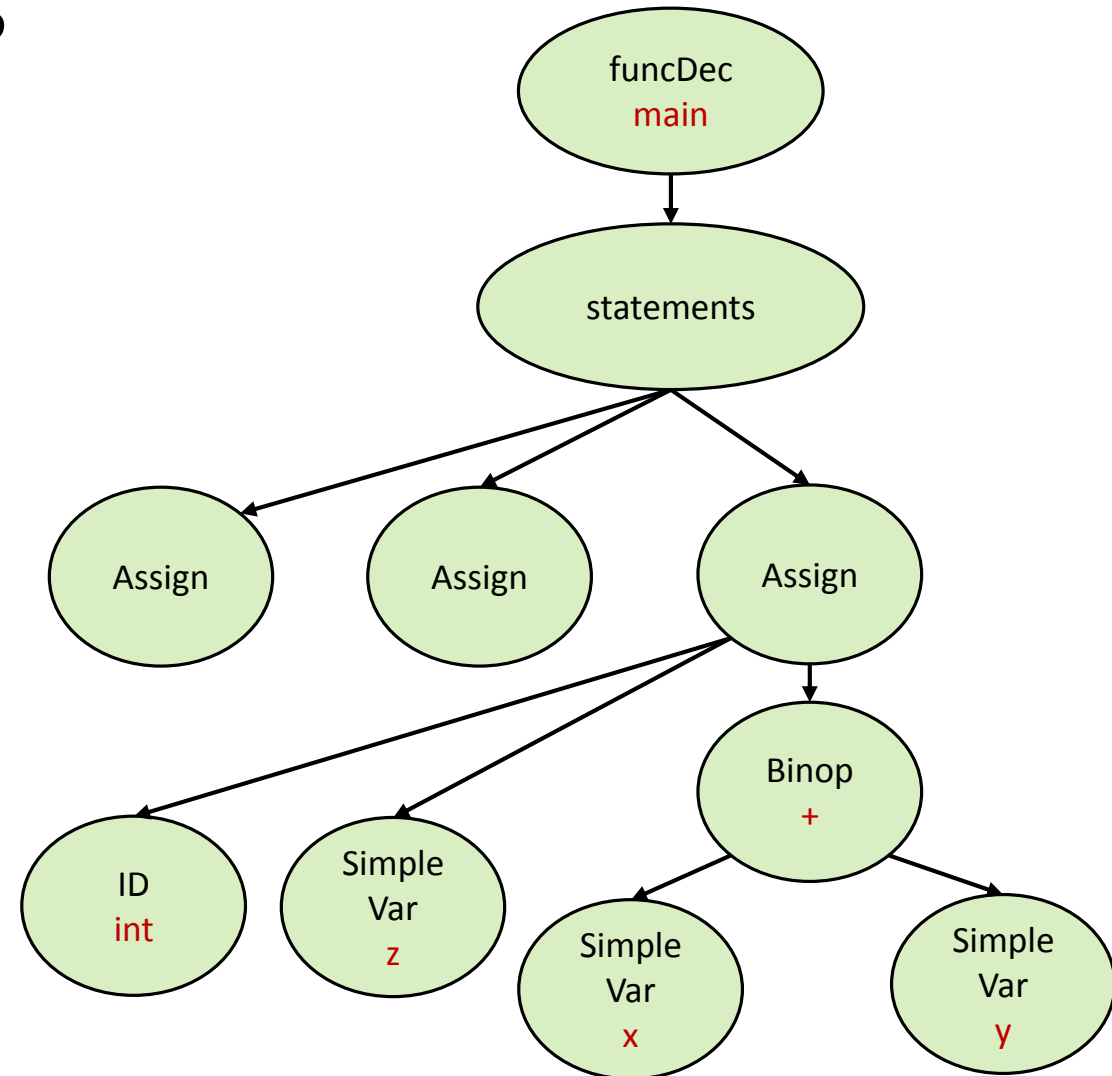 funcDec
main
statements
Assign
Assign
Assign
Binop
+
ID
int
Simple
Var
z
Simple
Var
x
Simple
Var
y